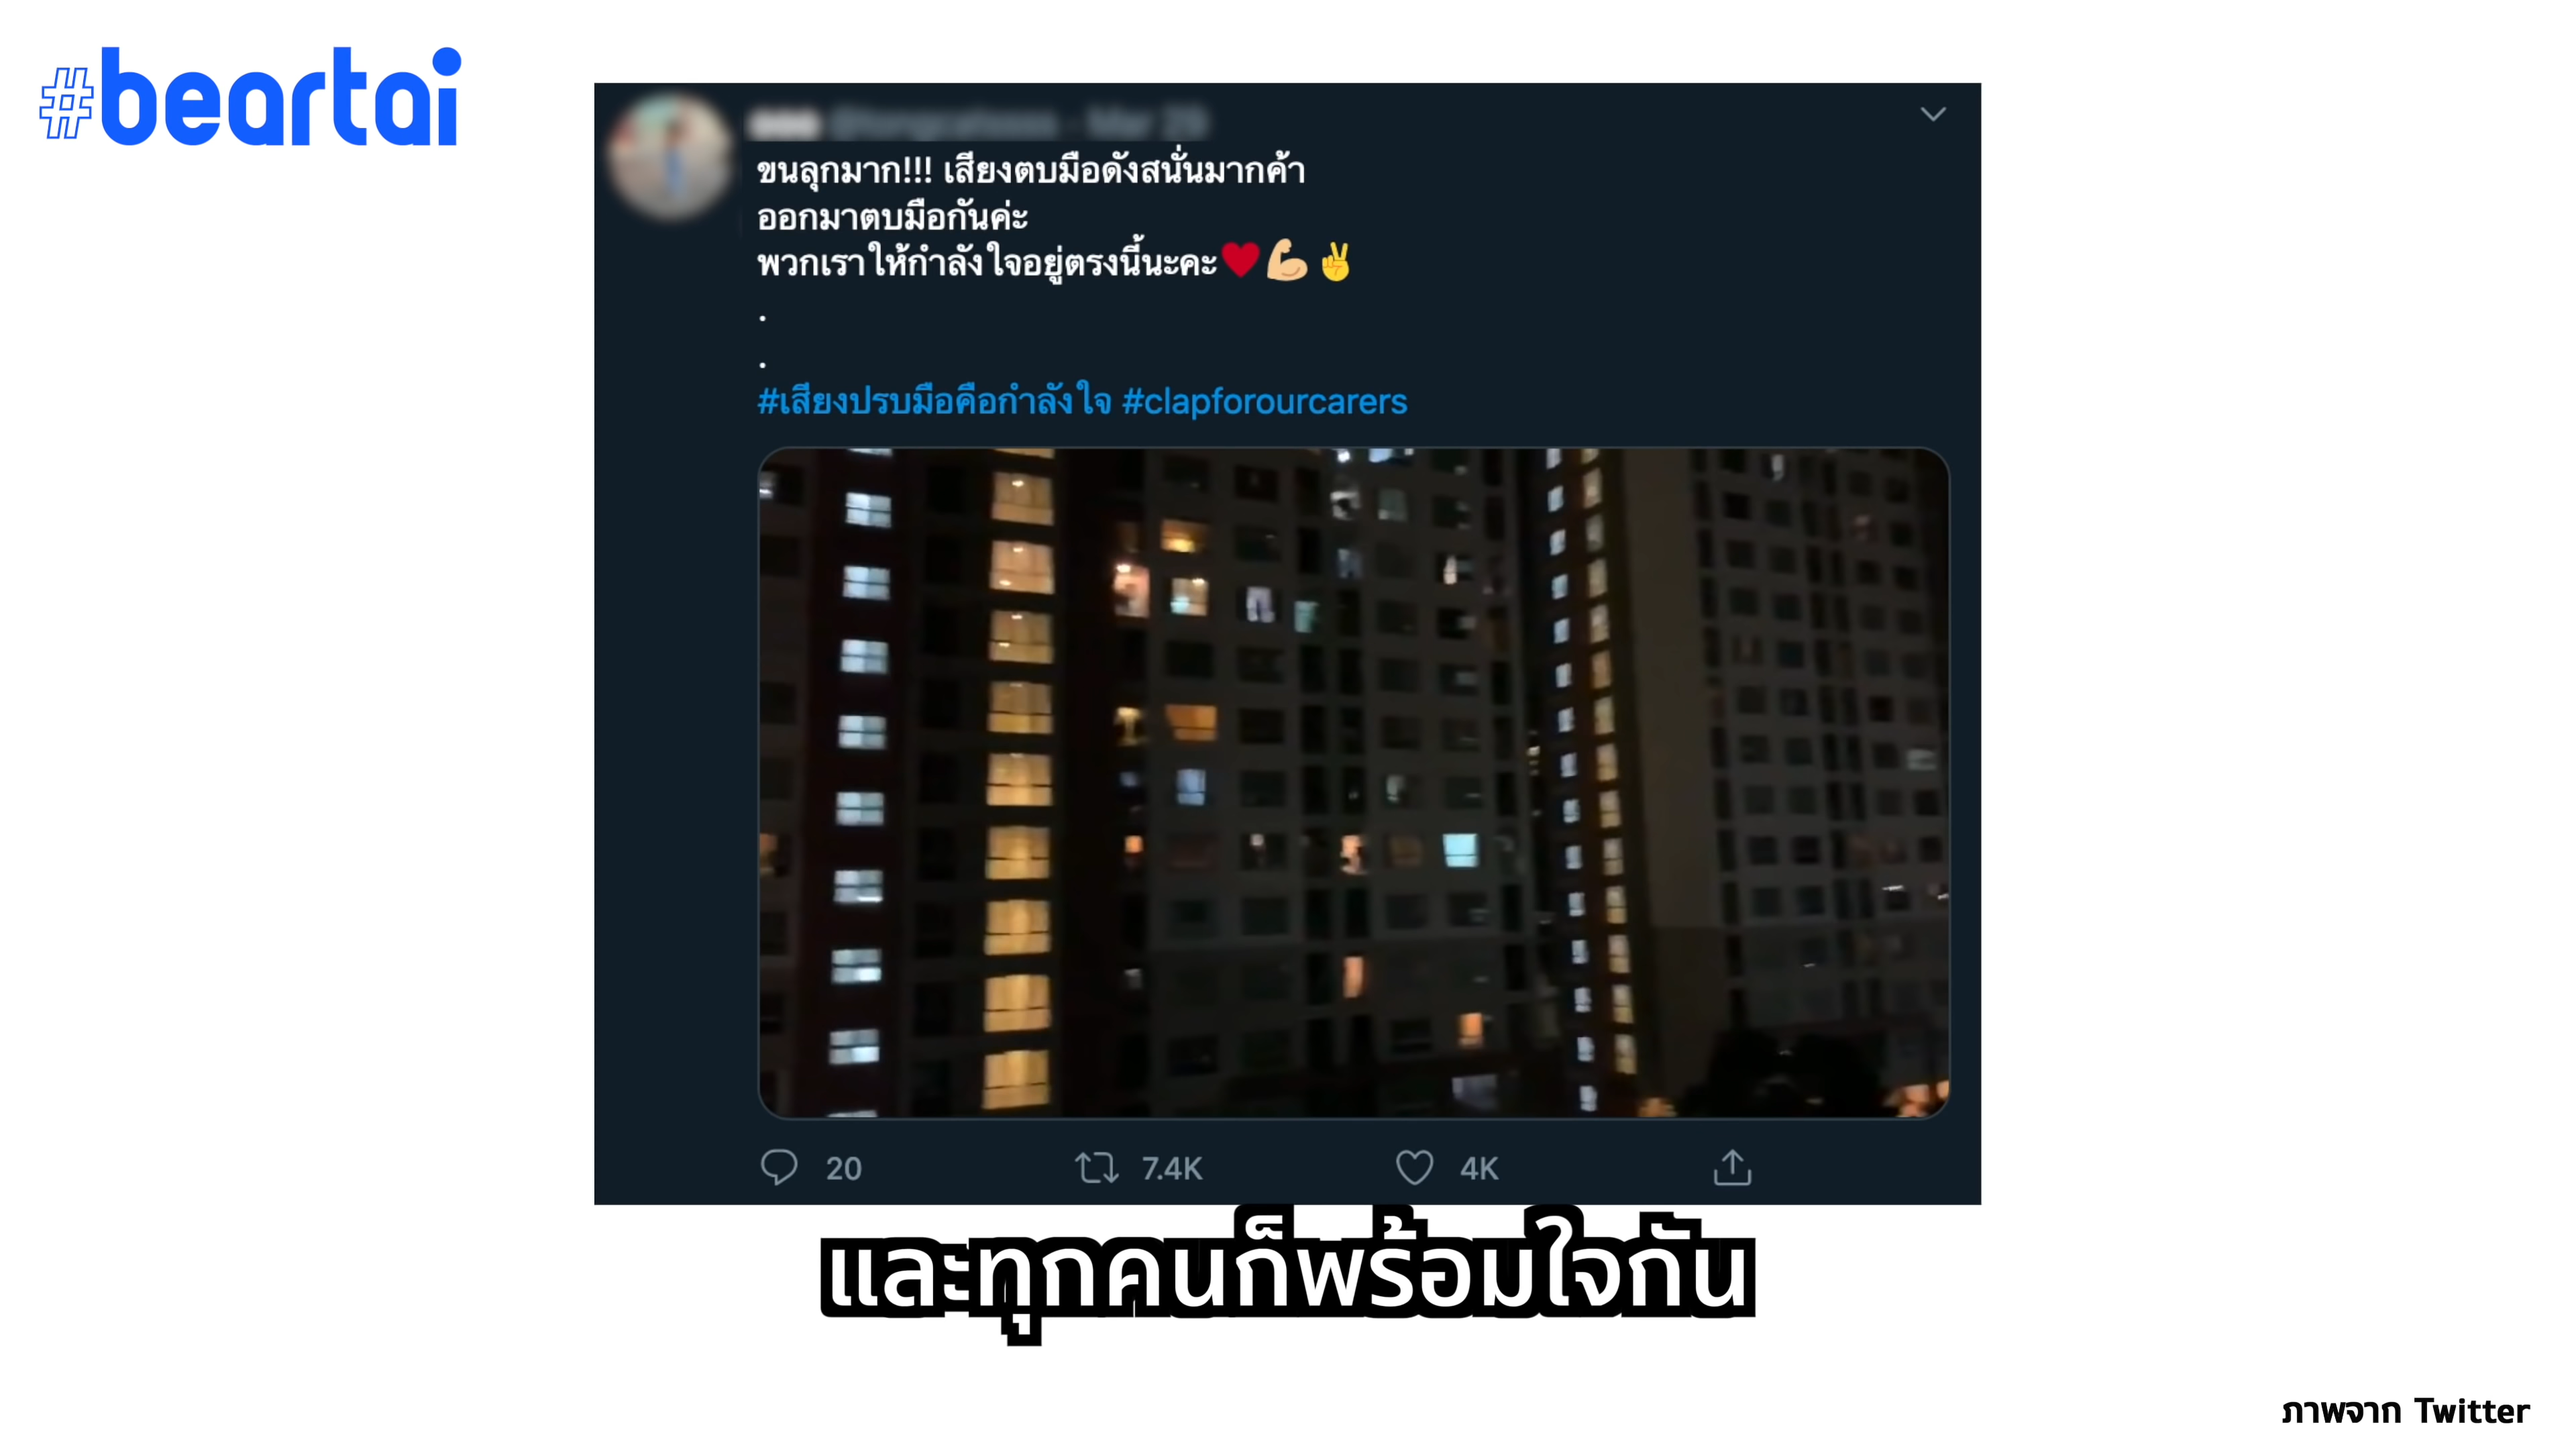 #beartai
ขนลุกมาก!!! เสียงตบมือดังสนั่นมากค้า
ออกมาตบมือกันค่ะ
พวกเราให้กำลังใจอยู่ตรงนี้นะคะ❤️💪🏼✌️
.
.
#เสียงปรบมือคือกำลังใจ #clapforourcarers
20 7.4K 4K
และทุกคนก็พร้อมใจกัน
ภาพจาก Twitter